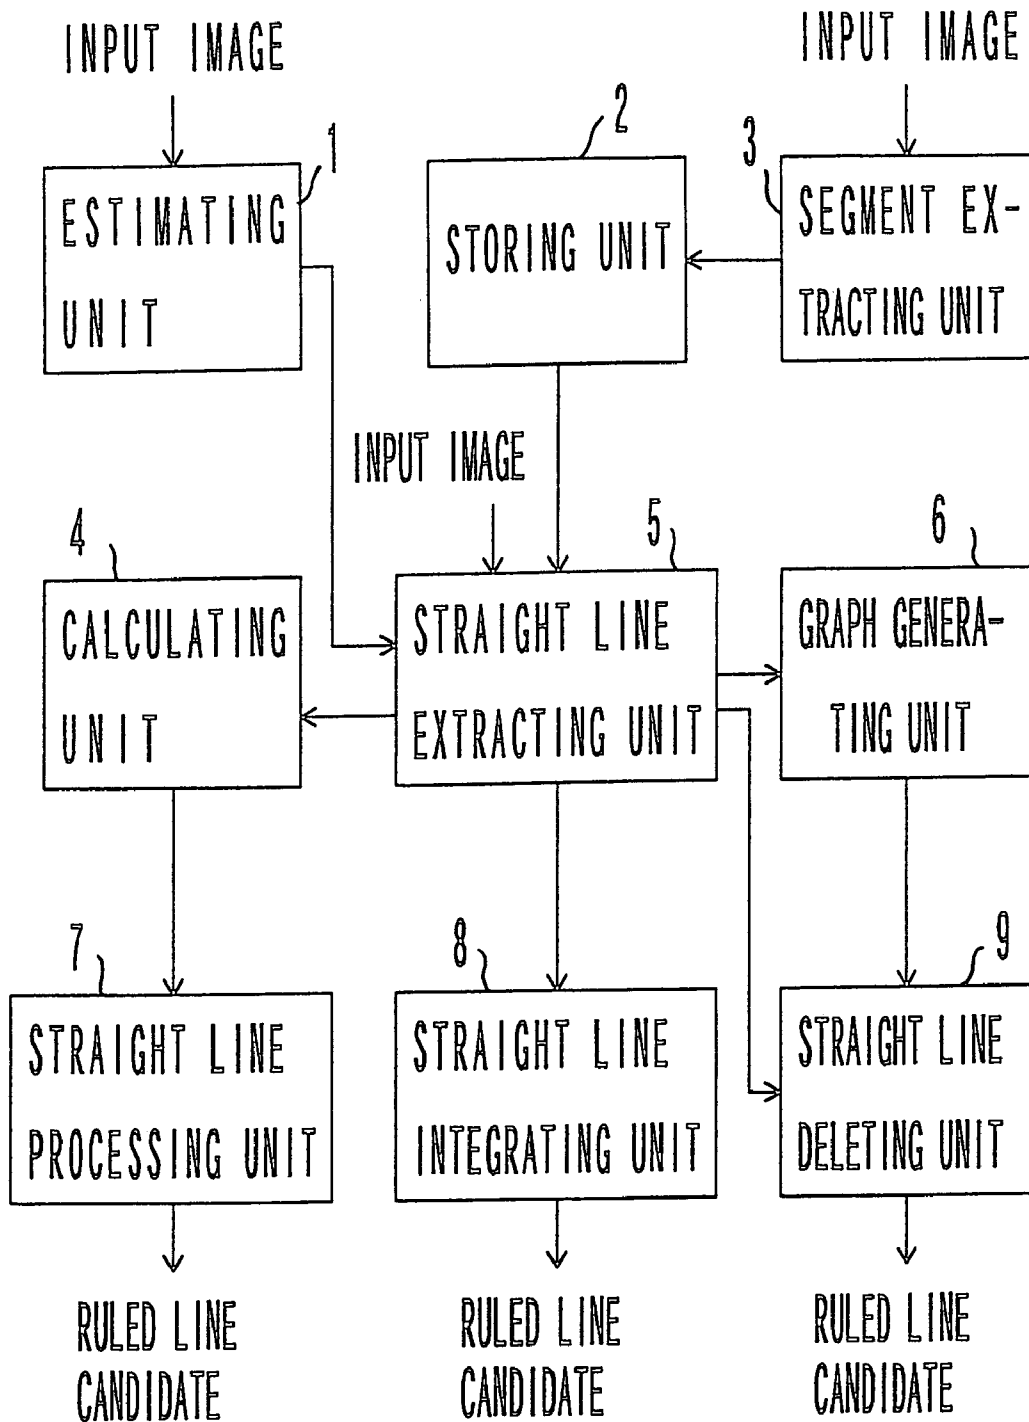 INPUT IMAGE
INPUT IMAGE
1
2
3
ESTIMATING
UNIT
STORING UNIT
SEGMENT EX-
TRACTING UNIT
INPUT IMAGE
4
5
6
CALCULATING
UNIT
STRAIGHT LINE
EXTRACTING UNIT
GRAPH GENERA-
TING UNIT
7
8
9
STRAIGHT LINE
PROCESSING UNIT
STRAIGHT LINE
INTEGRATING UNIT
STRAIGHT LINE
DELETING UNIT
RULED LINE
CANDIDATE
RULED LINE
CANDIDATE
RULED LINE
CANDIDATE